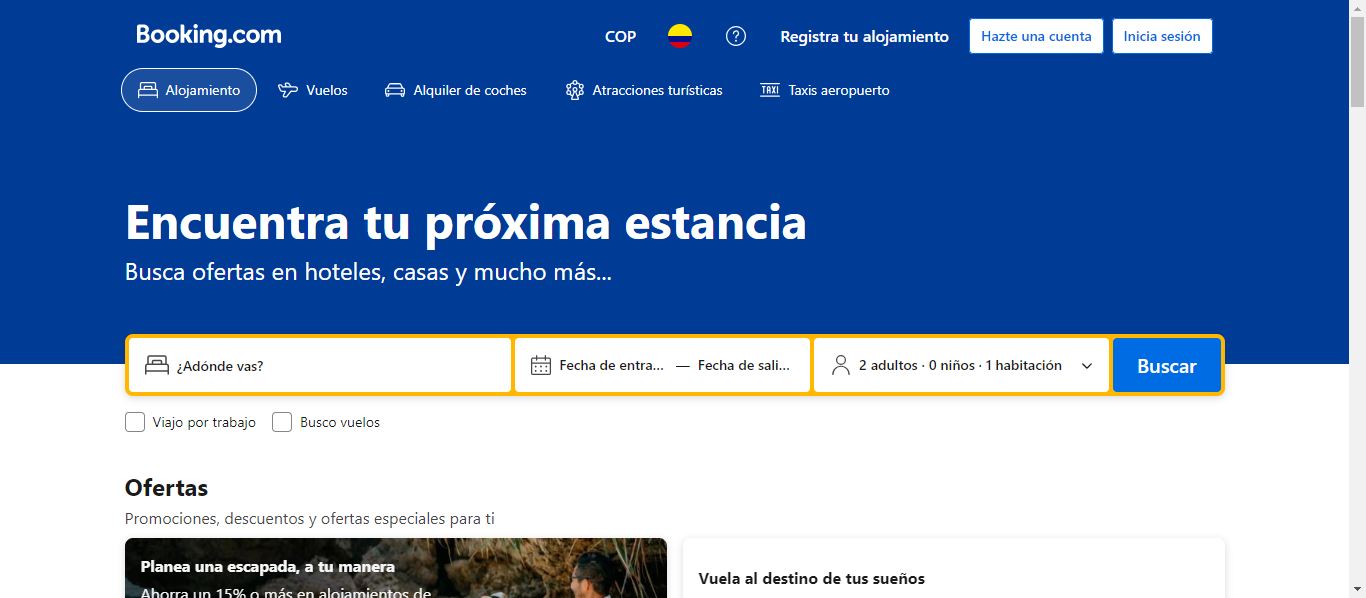 Booking.com
COP
Registra tu alojamiento
Hazte una cuenta
Inicia sesión
Alojamiento
Vuelos
Alquiler de coches
Atracciones turísticas
TAXI
Taxis aeropuerto
Encuentra tu próxima estancia
Busca ofertas en hoteles, casas y mucho más...
¿Adónde vas?
Fecha de entra... — Fecha de sali...
2 adultos · 0 niños · 1 habitación
Buscar
Viajo por trabajo
Busco vuelos
Ofertas
Promociones, descuentos y ofertas especiales para ti
Planea una escapada, a tu manera
Ahorra un 15% o más en alojamientos de
Vuela al destino de tus sueños